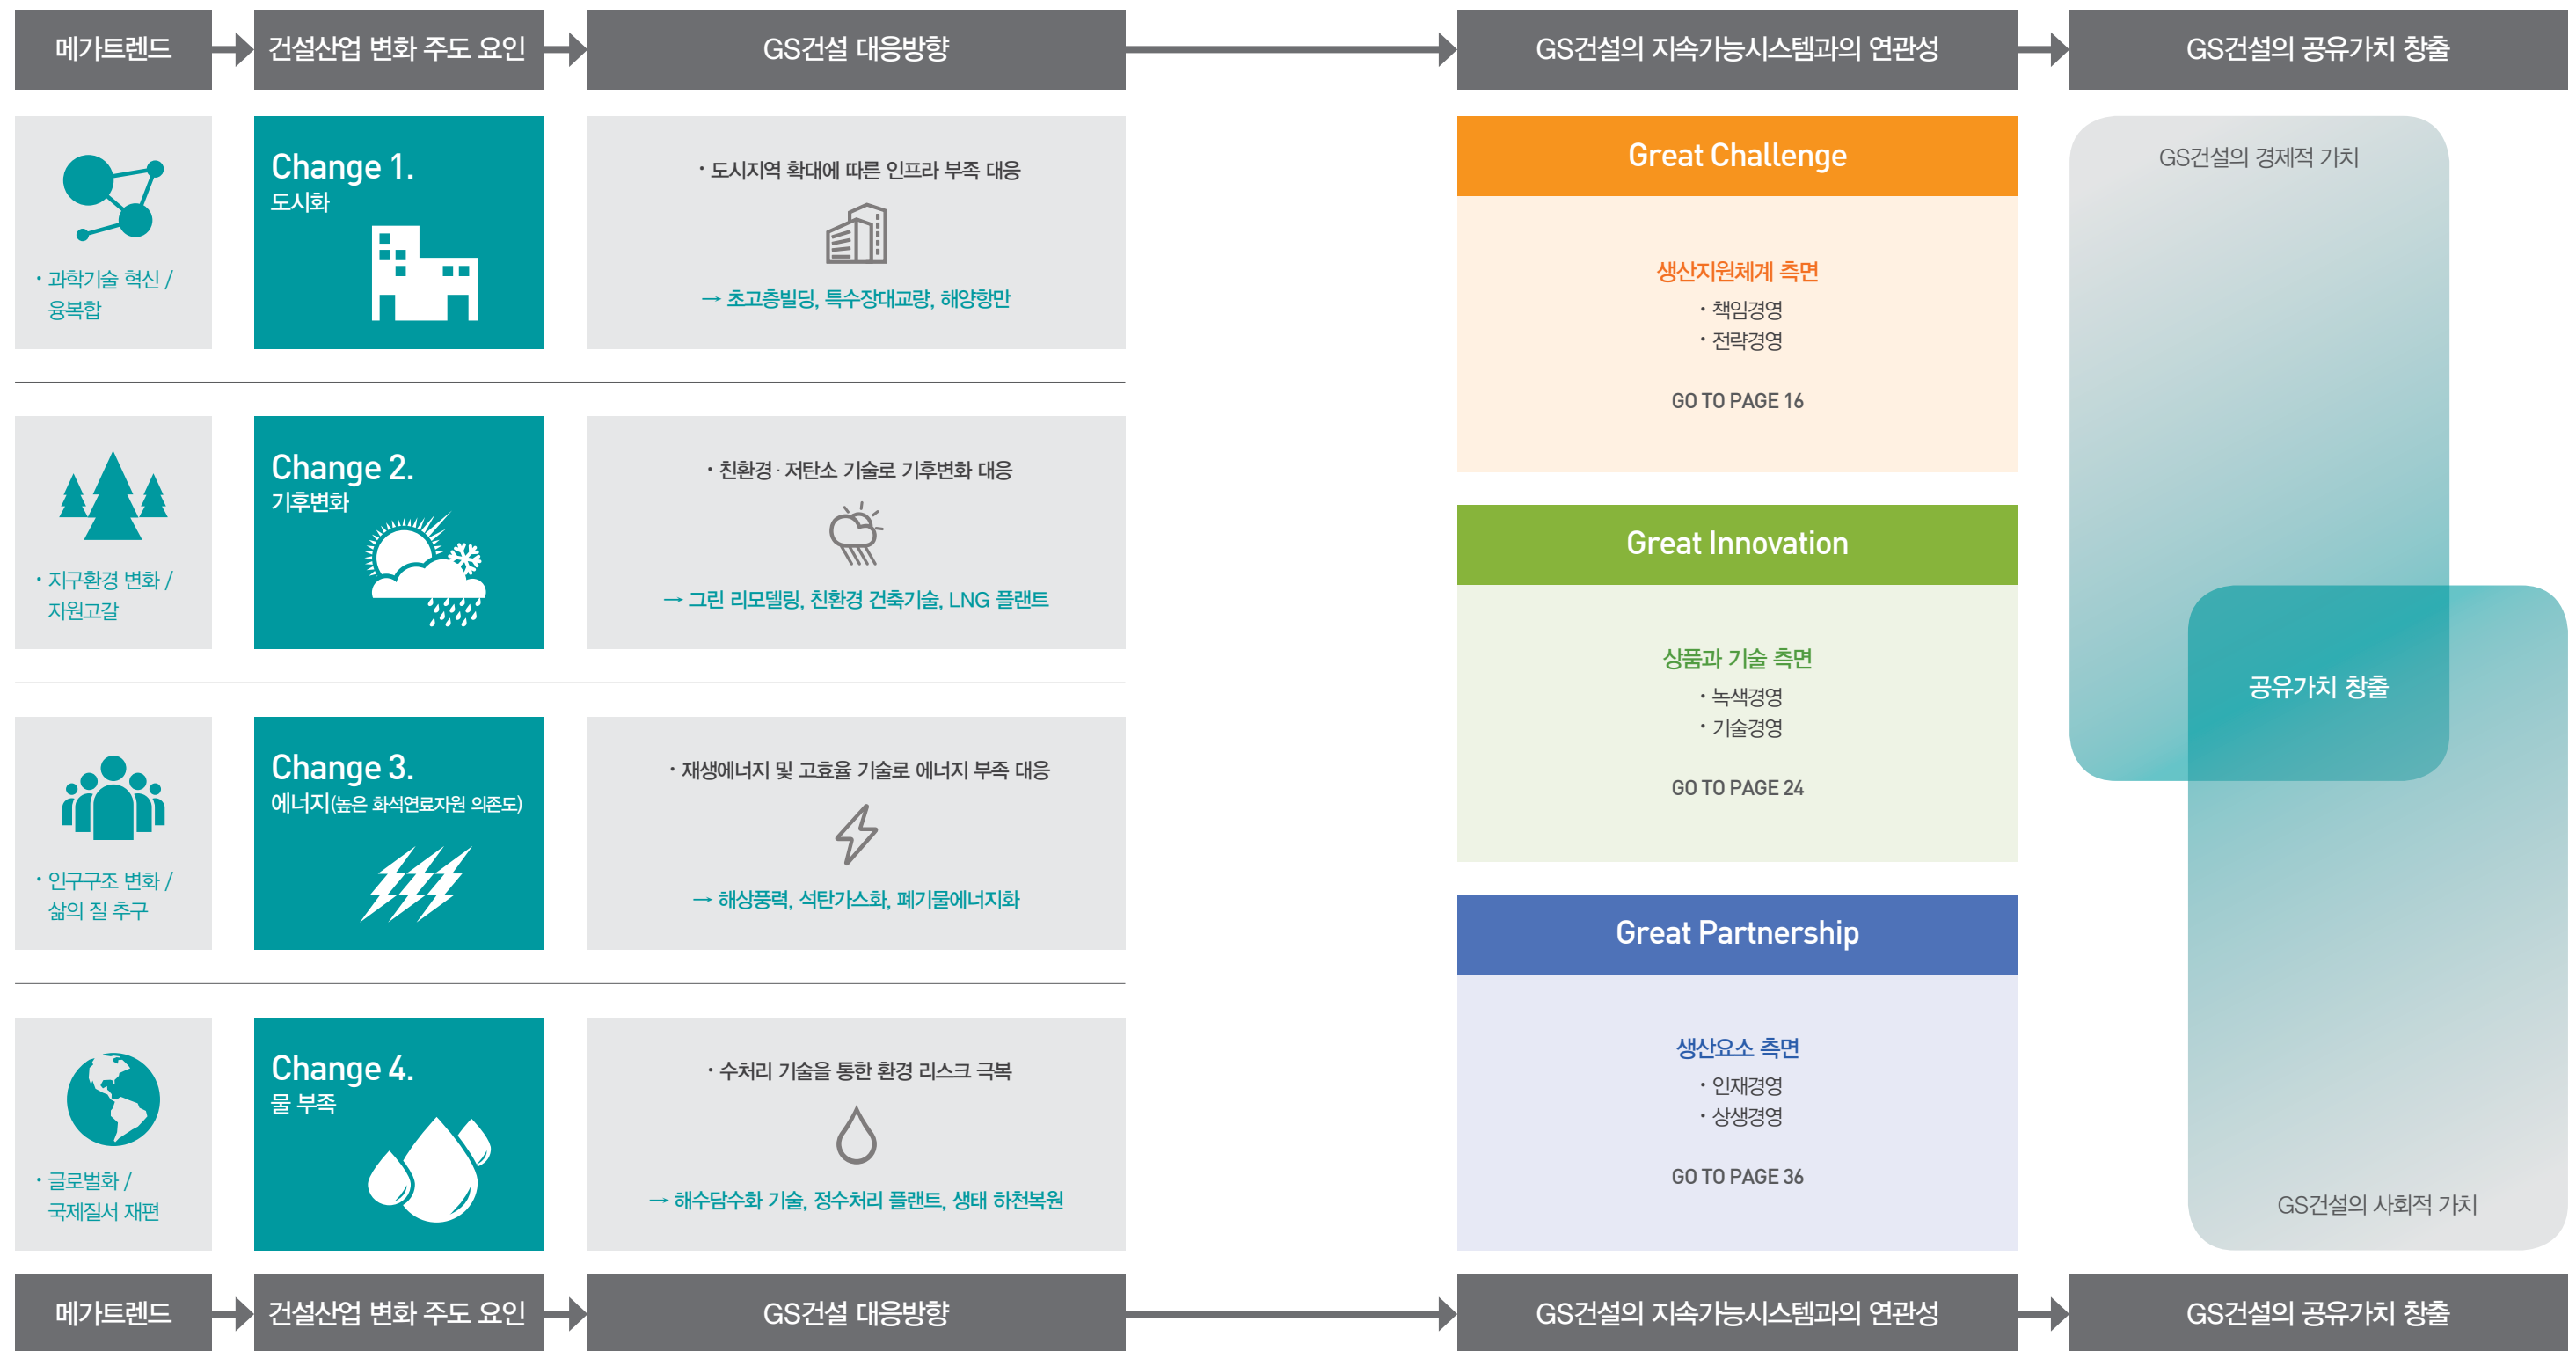 메가트렌드
건설산업 변화 주도 요인
GS건설 대응방향
GS건설의 지속가능시스템과의 연관성
GS건설의 공유가치 창출
• 과학기술 혁신 /
융복합
Change 1.
도시화
• 도시지역 확대에 따른 인프라 부족 대응
→ 초고층빌딩, 특수장대교량, 해양항만
• 지구환경 변화 /
자원고갈
Change 2.
기후변화
• 친환경 · 저탄소 기술로 기후변화 대응
→ 그린 리모델링, 친환경 건축기술, LNG 플랜트
• 인구구조 변화 /
삶의 질 추구
Change 3.
에너지(높은 화석연료자원 의존도)
• 재생에너지 및 고효율 기술로 에너지 부족 대응
→ 해상풍력, 석탄가스화, 폐기물에너지화
• 글로벌화 /
국제질서 재편
Change 4.
물 부족
• 수처리 기술을 통한 환경 리스크 극복
→ 해수담수화 기술, 정수처리 플랜트, 생태 하천복원
Great Challenge
생산지원체계 측면
• 책임경영
• 전략경영
GO TO PAGE 16
Great Innovation
상품과 기술 측면
• 녹색경영
• 기술경영
GO TO PAGE 24
Great Partnership
생산요소 측면
• 인재경영
• 상생경영
GO TO PAGE 36
GS건설의 경제적 가치
공유가치 창출
GS건설의 사회적 가치
메가트렌드
건설산업 변화 주도 요인
GS건설 대응방향
GS건설의 지속가능시스템과의 연관성
GS건설의 공유가치 창출